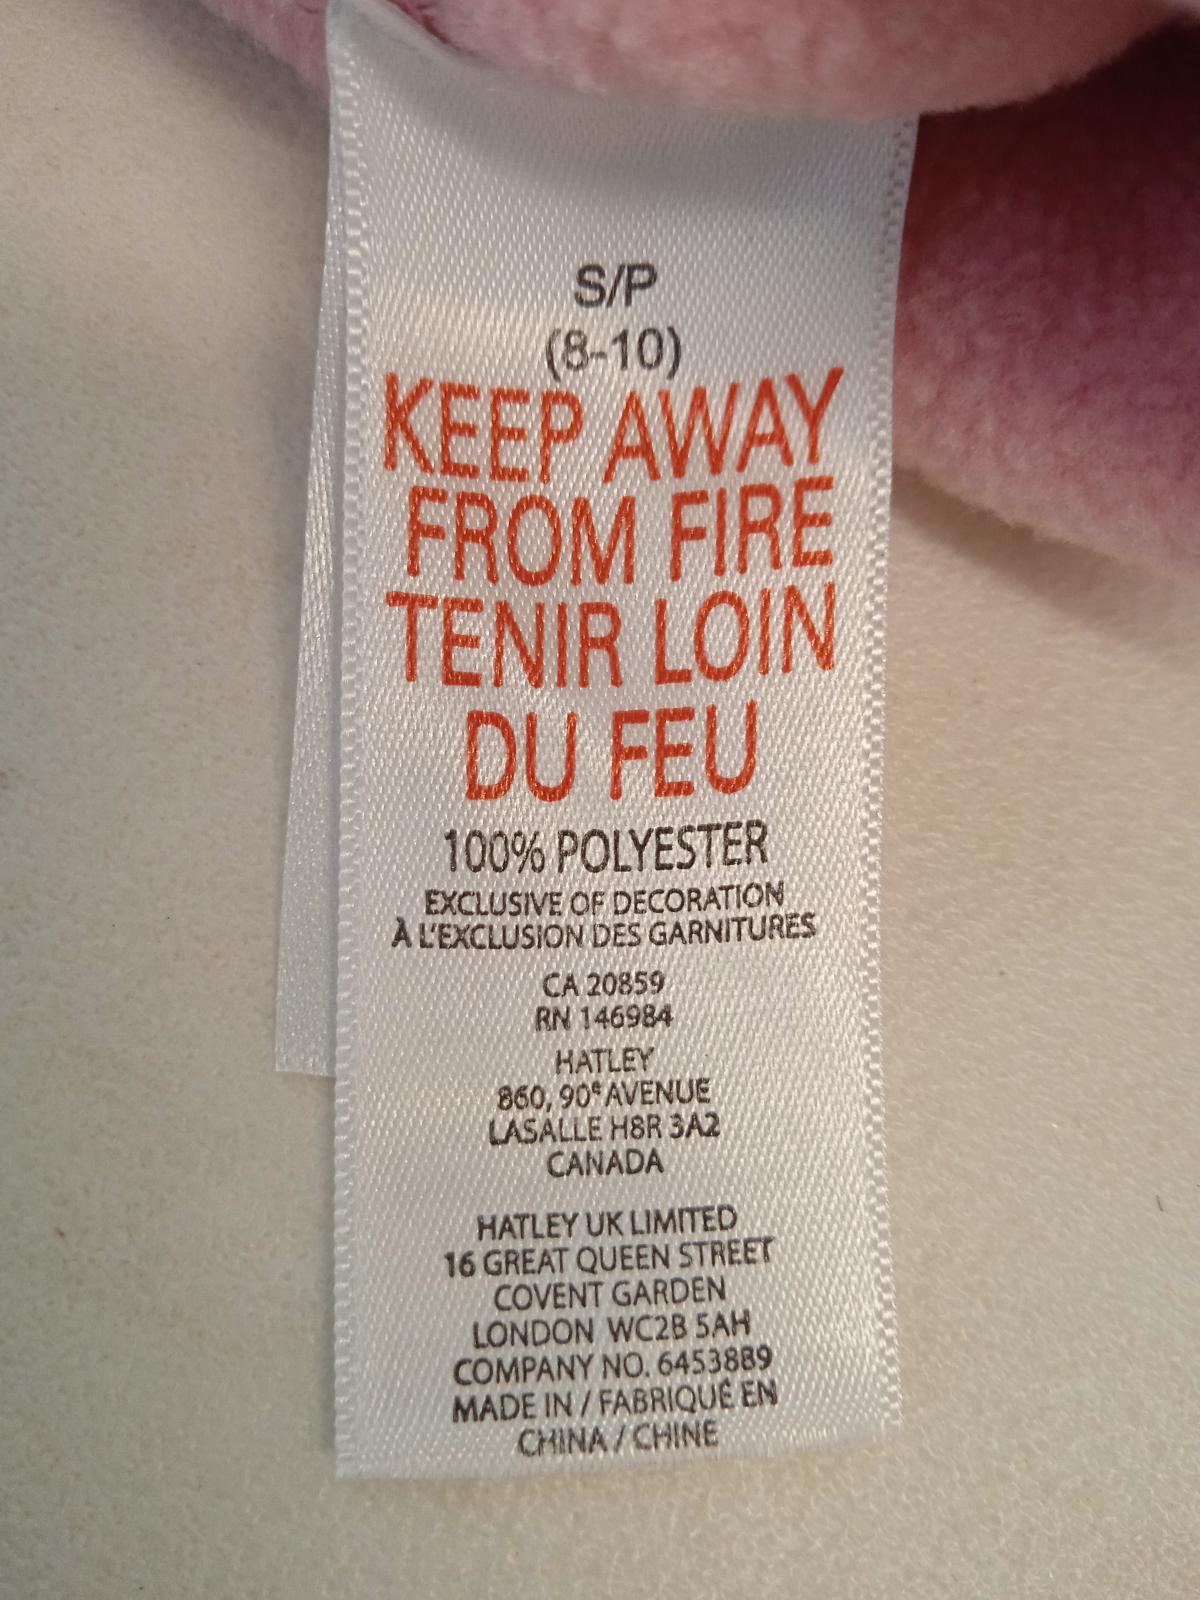 S/P
(8-10)
KEEP AWAY
FROM FIRE
TENIR LOIN
DU FEU
100% POLYESTER
EXCLUSIVE OF DECORATION
À L'EXCLUSION DES GARNITURES
CA 20859
RN 146984
HATLEY
860, 90ᵉ AVENUE
LASALLE H8R 3A2
CANADA
HATLEY UK LIMITED
16 GREAT QUEEN STREET
COVENT GARDEN
LONDON WC2B 5AH
COMPANY NO. 6453889
MADE IN / FABRIQUÉ EN
CHINA / CHINE